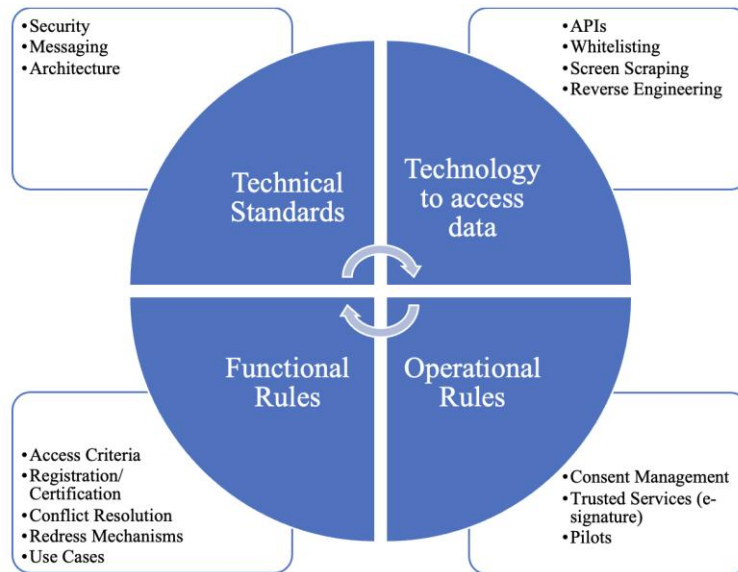 •Security
•Messaging
•Architecture
•APIs
•Whitelisting
•Screen Scraping
•Reverse Engineering
Technical
Standards
Technology
to access
data
Functional
Rules
Operational
Rules
•Access Criteria
•Registration/
Certification
•Conflict Resolution
•Redress Mechanisms
•Use Cases
•Consent Management
•Trusted Services (e-
signature)
•Pilots